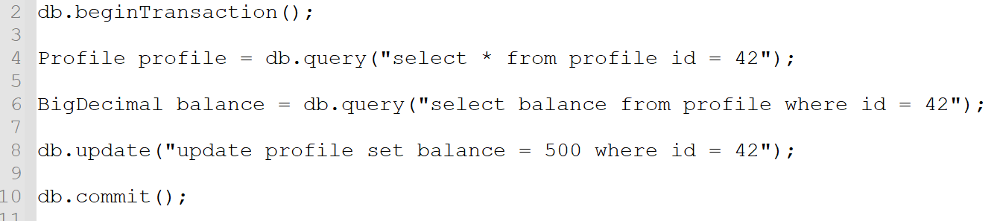 2 db.beginTransaction();
3
4 Profile profile = db.query("select * from profile id = 42");
5
6 BigDecimal balance = db.query("select balance from profile where id = 42");
7
8 db.update("update profile set balance = 500 where id = 42");
9
10 db.commit();
11